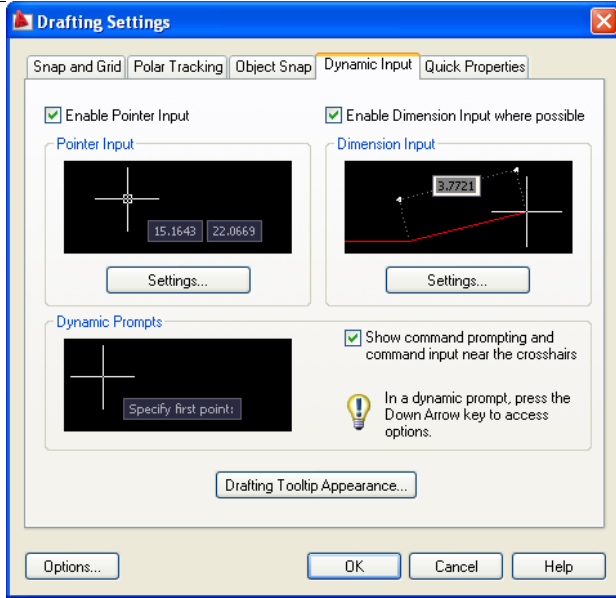 Drafting Settings
Snap and Grid Polar Tracking Object Snap Dynamic Input Quick Properties
Enable Pointer Input
Enable Dimension Input where possible
Pointer Input
15.1643 22.0669
Settings...
Dimension Input
3.7721
Settings...
Dynamic Prompts
Specify first point:
Show command prompting and
command input near the crosshairs
In a dynamic prompt, press the
Down Arrow key to access
options.
Drafting Tooltip Appearance...
Options...
OK
Cancel
Help